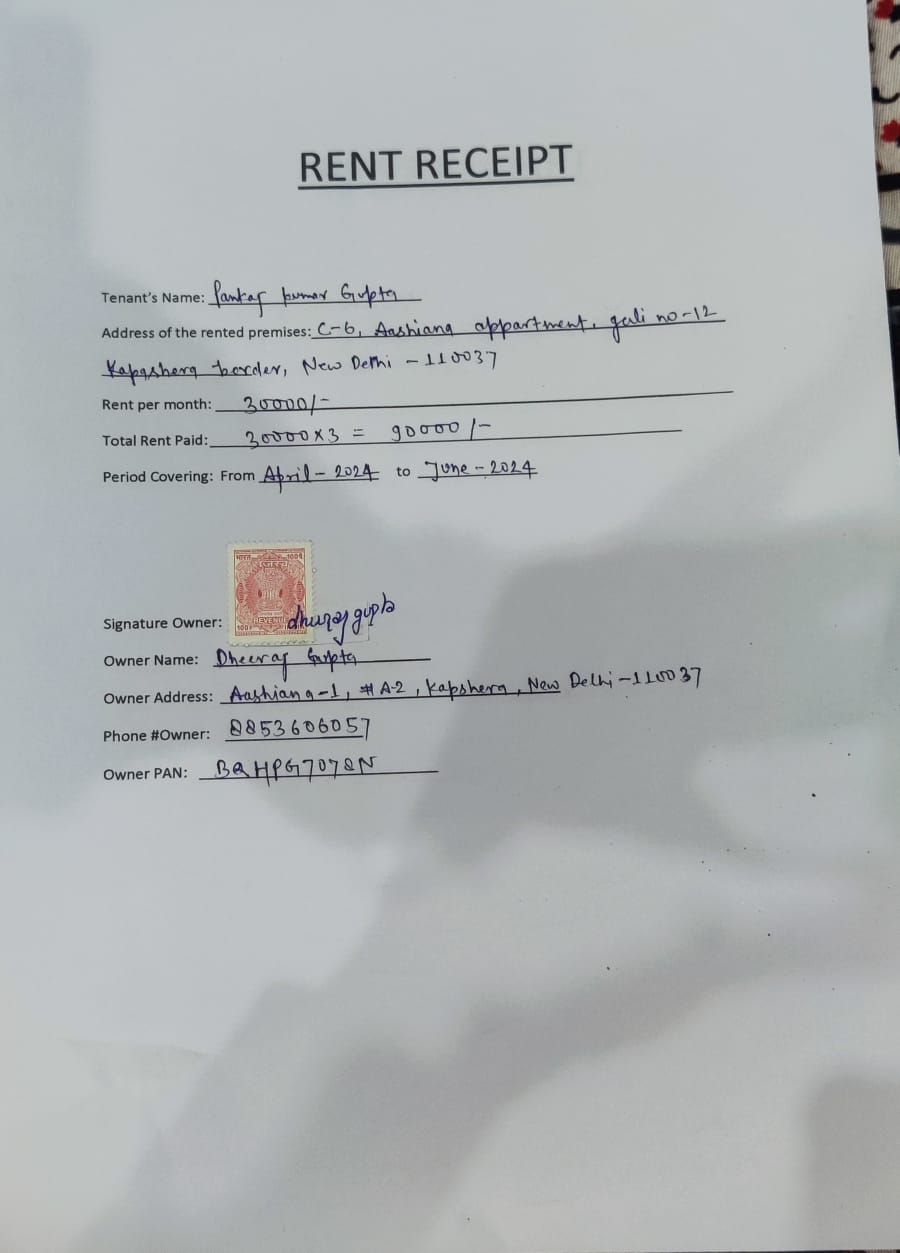 RENT RECEIPT
Tenant's Name: Pankaj kumar Gupta
Address of the rented premises: C-6, Aashiana appartment, gali no-12
Kapashera border, New Delhi - 110037
Rent per month: 30000/-
Total Rent Paid: 30000x3 = 90000/-
Period Covering: From April-2024 to June-2024
भारत 100₹
REVENUE
Signature Owner: dhuraj gupta
Owner Name: Dheeraj Gupta
Owner Address: Aashiana-1, # A-2, Kapshera, New Delhi-110037
Phone #Owner: 8853606057
Owner PAN: BQHPG7078N